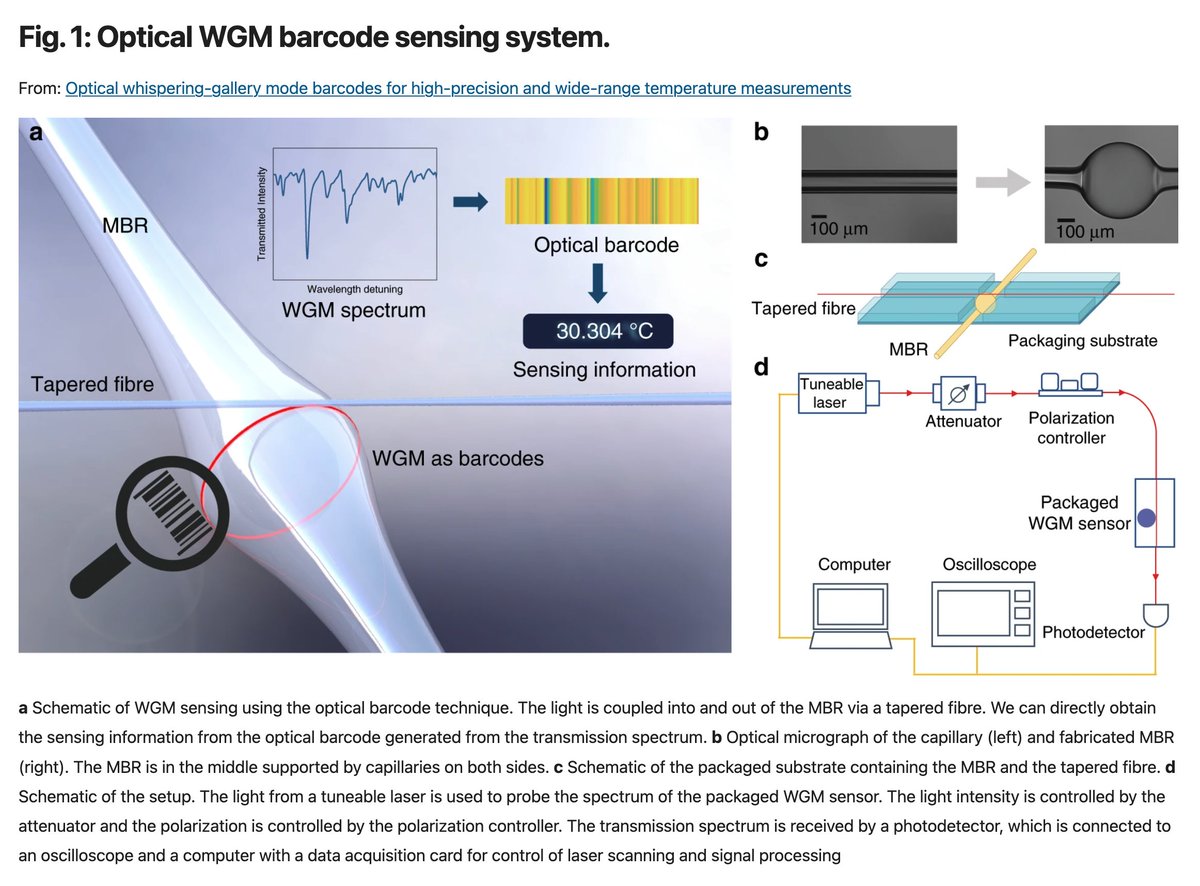 Fig. 1: Optical WGM barcode sensing system.
From: Optical whispering-gallery mode barcodes for high-precision and wide-range temperature measurements
a
MBR
Transmitted Intensity
Wavelength detuning
WGM spectrum
Optical barcode
30.304 °C
Sensing information
Tapered fibre
WGM as barcodes
b
100 μm
100 μm
c
Tapered fibre
MBR
Packaging substrate
d
Tuneable
laser
Attenuator
Polarization
controller
Packaged
WGM sensor
Computer
Oscilloscope
Photodetector
a Schematic of WGM sensing using the optical barcode technique. The light is coupled into and out of the MBR via a tapered fibre. We can directly obtain
the sensing information from the optical barcode generated from the transmission spectrum. b Optical micrograph of the capillary (left) and fabricated MBR
(right). The MBR is in the middle supported by capillaries on both sides. c Schematic of the packaged substrate containing the MBR and the tapered fibre. d
Schematic of the setup. The light from a tuneable laser is used to probe the spectrum of the packaged WGM sensor. The light intensity is controlled by the
attenuator and the polarization is controlled by the polarization controller. The transmission spectrum is received by a photodetector, which is connected to
an oscilloscope and a computer with a data acquisition card for control of laser scanning and signal processing